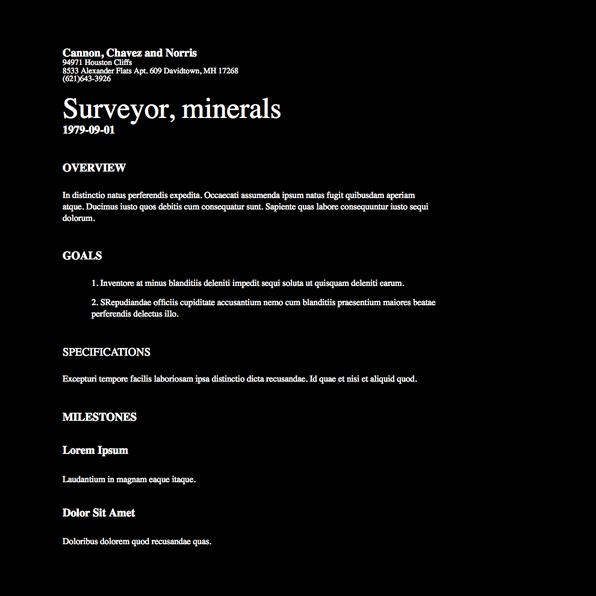 Cannon, Chavez and Norris
94971 Houston Cliffs
8533 Alexander Flats Apt. 609 Davidtown, MH 17268
(621)643-3926
Surveyor, minerals
1979-09-01
OVERVIEW
In distinctio natus perferendis expedita. Occaecati assumenda ipsum natus fugit quibusdam aperiam
atque. Ducimus iusto quos debitis cum consequatur sunt. Sapiente quas labore consequuntur iusto sequi
dolorum.
GOALS
1. Inventore at minus blanditiis deleniti impedit sequi soluta ut quisquam deleniti earum.
2. SRepudiandae officiis cupiditate accusantium nemo cum blanditiis praesentium maiores beatae
perferendis delectus illo.
SPECIFICATIONS
Excepturi tempore facilis laboriosam ipsa distinctio dicta recusandae. Id quae et nisi et aliquid quod.
MILESTONES
Lorem Ipsum
Laudantium in magnam eaque itaque.
Dolor Sit Amet
Doloribus dolorem quod recusandae quas.